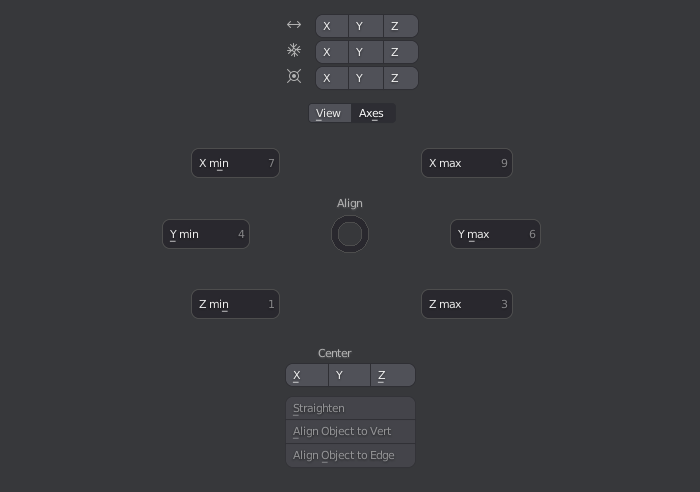 X Y Z
X Y Z
X Y Z
View Axes
X min 7 X max 9
Align
Y min 4 Y max 6
Z min 1 Z max 3
Center
X Y Z
Straighten
Align Object to Vert
Align Object to Edge